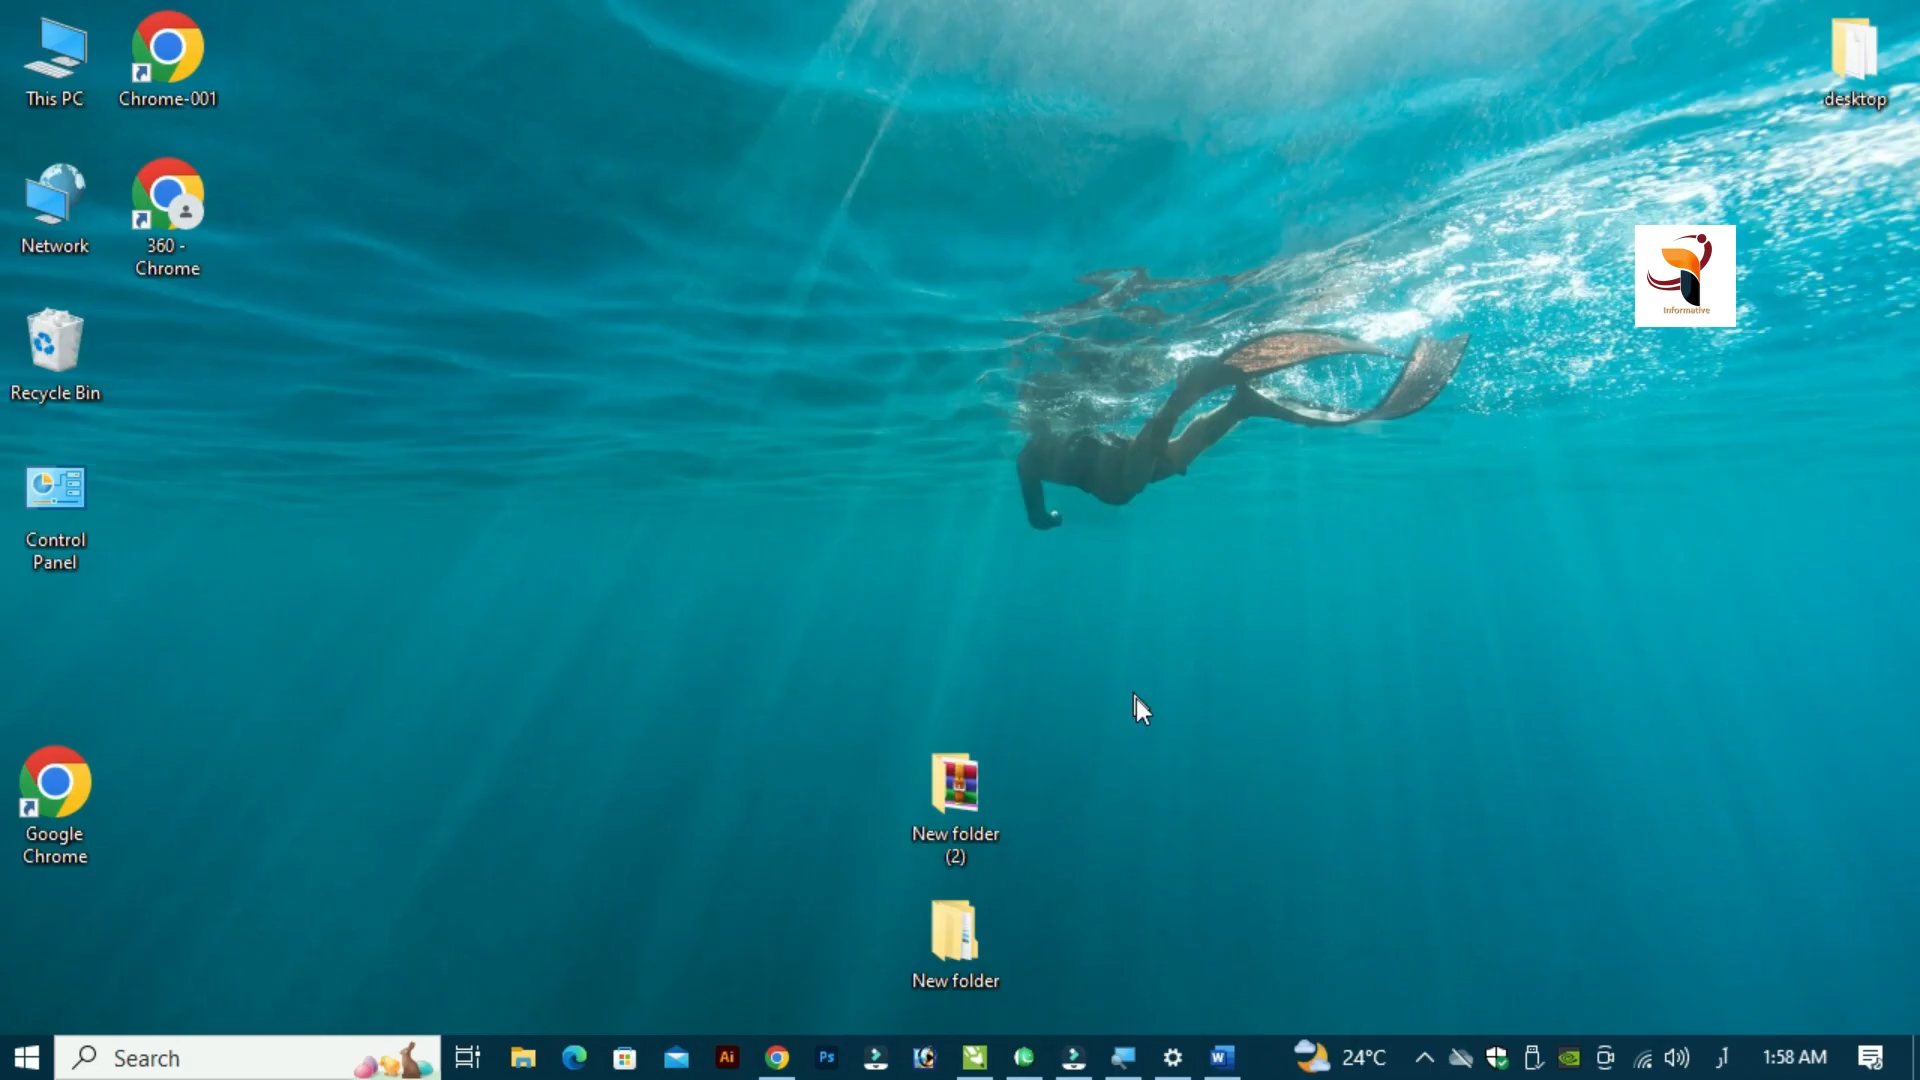 This PC
Chrome-001
desktop
Network
360 -
Chrome
Informative
Recycle Bin
Control
Panel
Google
Chrome
New folder
(2)
New folder
Search
Ai
Ps
W
24°C
1:58 AM